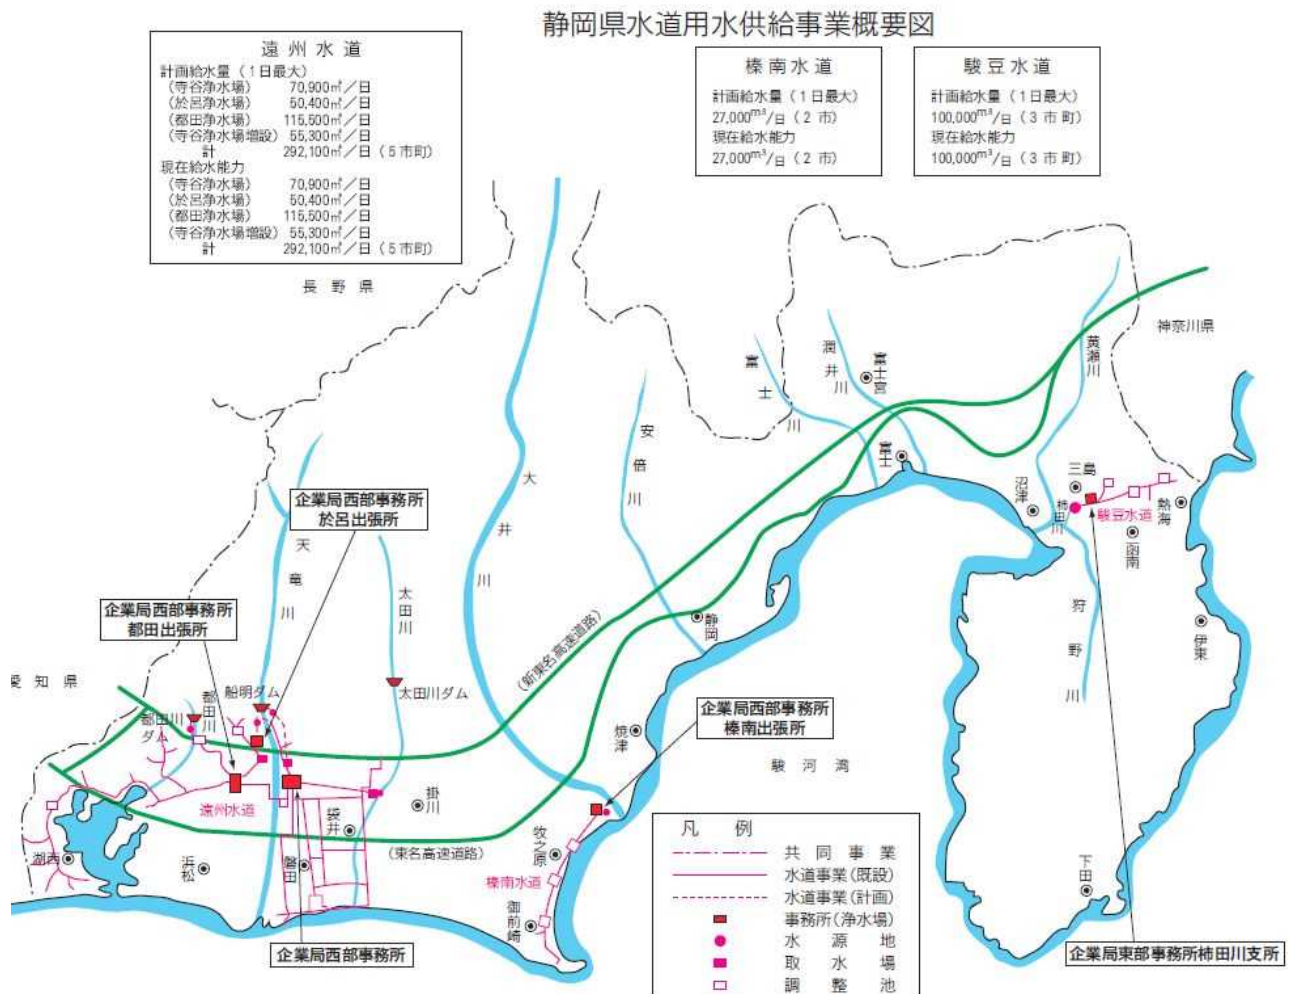 静岡県水道用水供給事業概要図
遠州水道
計画給水量(1日最大)
(寺谷浄水場) 70,900㎥/日
(於呂浄水場) 50,400㎥/日
(都田浄水場) 115,500㎥/日
(寺谷浄水場増設) 55,300㎥/日
計 292,100㎥/日(5市町)
現在給水能力
(寺谷浄水場) 70,900㎥/日
(於呂浄水場) 50,400㎥/日
(都田浄水場) 115,500㎥/日
(寺谷浄水場増設) 55,300㎥/日
計 292,100㎥/日(5市町)
榛南水道
計画給水量(1日最大)
27,000m³/日(2市)
現在給水能力
27,000m³/日(2市)
駿豆水道
計画給水量(1日最大)
100,000m³/日(3市町)
現在給水能力
100,000m³/日(3市町)
長野県
神奈川県
愛知県
富士川
潤井川
富士宮
黄瀬川
安倍川
大井川
富士
沼津
三島
柿田川
駿豆水道
函南
熱海
伊東
狩野川
下田
企業局西部事務所
於呂出張所
天竜川
太田川
企業局西部事務所
都田出張所
都田川
船明ダム
都田川
ダム
太田川ダム
(新東名高速道路)
静岡
焼津
企業局西部事務所
榛南出張所
駿河湾
遠州水道
掛川
袋井
磐田
浜松
湖西
(東名高速道路)
牧之原
榛南水道
御前崎
企業局西部事務所
企業局東部事務所柿田川支所
凡例
共同事業
水道事業(既設)
水道事業(計画)
事務所(浄水場)
水源地
取水場
調整池